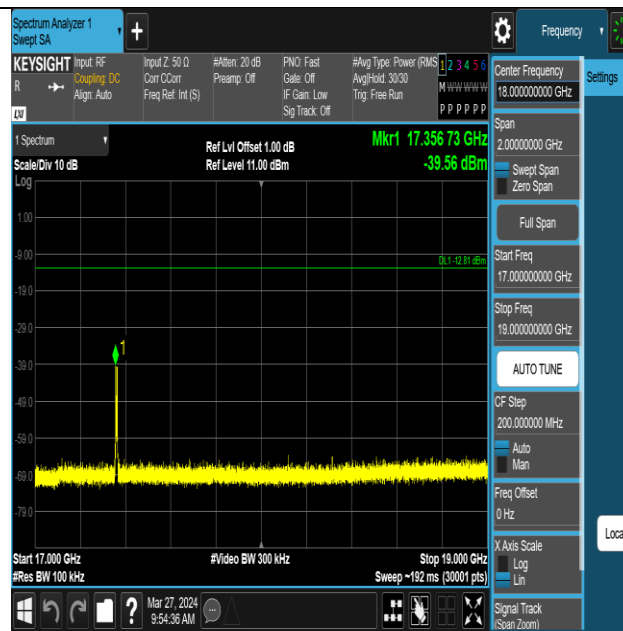 Spectrum Analyzer 1
Swept SA
+
Frequency
KEYSIGHT
R
LXI
Input: RF
Coupling: DC
Align: Auto
Input Z: 50 Ω
Corr CCorr
Freq Ref: Int (S)
#Atten: 20 dB
Preamp: Off
PNO: Fast
Gate: Off
IF Gain: Low
Sig Track: Off
#Avg Type: Power (RMS
Avg|Hold: 30/30
Trig: Free Run
1 2 3 4 5 6
M W W W W W
P P P P P P
1 Spectrum
Scale/Div 10 dB
Ref Lvl Offset 1.00 dB
Ref Level 11.00 dBm
Mkr1 17.356 73 GHz
-39.56 dBm
Log
1.00
-9.00
DL1 -12.81 dBm
-19.0
-29.0
1
-39.0
-49.0
-59.0
-69.0
-79.0
Start 17.000 GHz
#Res BW 100 kHz
#Video BW 300 kHz
Stop 19.000 GHz
Sweep ~192 ms (30001 pts)
?
Mar 27, 2024
9:54:36 AM
Center Frequency
18.000000000 GHz
Settings
Span
2.00000000 GHz
Swept Span
Zero Span
Full Span
Start Freq
17.000000000 GHz
Stop Freq
19.000000000 GHz
AUTO TUNE
CF Step
200.000000 MHz
Auto
Man
Freq Offset
0 Hz
X Axis Scale
Log
Lin
Loca
Signal Track
(Span Zoom)